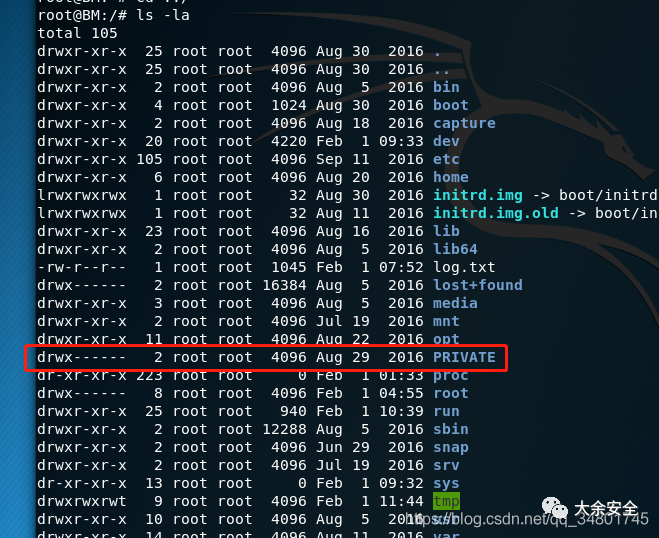 root@BM:/# ls -la
total 105
drwxr-xr-x  25 root root  4096 Aug 30  2016 .
drwxr-xr-x  25 root root  4096 Aug 30  2016 ..
drwxr-xr-x   2 root root  4096 Aug  5  2016 bin
drwxr-xr-x   4 root root  1024 Aug 30  2016 boot
drwxr-xr-x   2 root root  4096 Aug 18  2016 capture
drwxr-xr-x  20 root root  4220 Feb  1 09:33 dev
drwxr-xr-x 105 root root  4096 Sep 11  2016 etc
drwxr-xr-x   6 root root  4096 Aug 20  2016 home
lrwxrwxrwx   1 root root    32 Aug 30  2016 initrd.img -> boot/initrd
lrwxrwxrwx   1 root root    32 Aug 11  2016 initrd.img.old -> boot/in
drwxr-xr-x  23 root root  4096 Aug 16  2016 lib
drwxr-xr-x   2 root root  4096 Aug  5  2016 lib64
-rw-r--r--   1 root root  1045 Feb  1 07:52 log.txt
drwx------   2 root root 16384 Aug  5  2016 lost+found
drwxr-xr-x   3 root root  4096 Aug  5  2016 media
drwxr-xr-x   2 root root  4096 Jul 19  2016 mnt
drwxr-xr-x  11 root root  4096 Aug 22  2016 opt
drwx------   2 root root  4096 Aug 29  2016 PRIVATE
dr-xr-xr-x 223 root root     0 Feb  1 01:33 proc
drwx------   8 root root  4096 Feb  1 04:55 root
drwxr-xr-x  25 root root   940 Feb  1 10:39 run
drwxr-xr-x   2 root root 12288 Aug  5  2016 sbin
drwxr-xr-x   2 root root  4096 Jun 29  2016 snap
drwxr-xr-x   2 root root  4096 Jul 19  2016 srv
dr-xr-xr-x  13 root root     0 Feb  1 09:32 sys
drwxrwxrwt   9 root root  4096 Feb  1 11:44 tmp
大余安全
drwxr-xr-x  10 root root  4096 Aug  5  2016 usr
https://blog.csdn.net/qq_34801745
drwxr-xr-x  14 root root  4096 Aug 11  2016 var